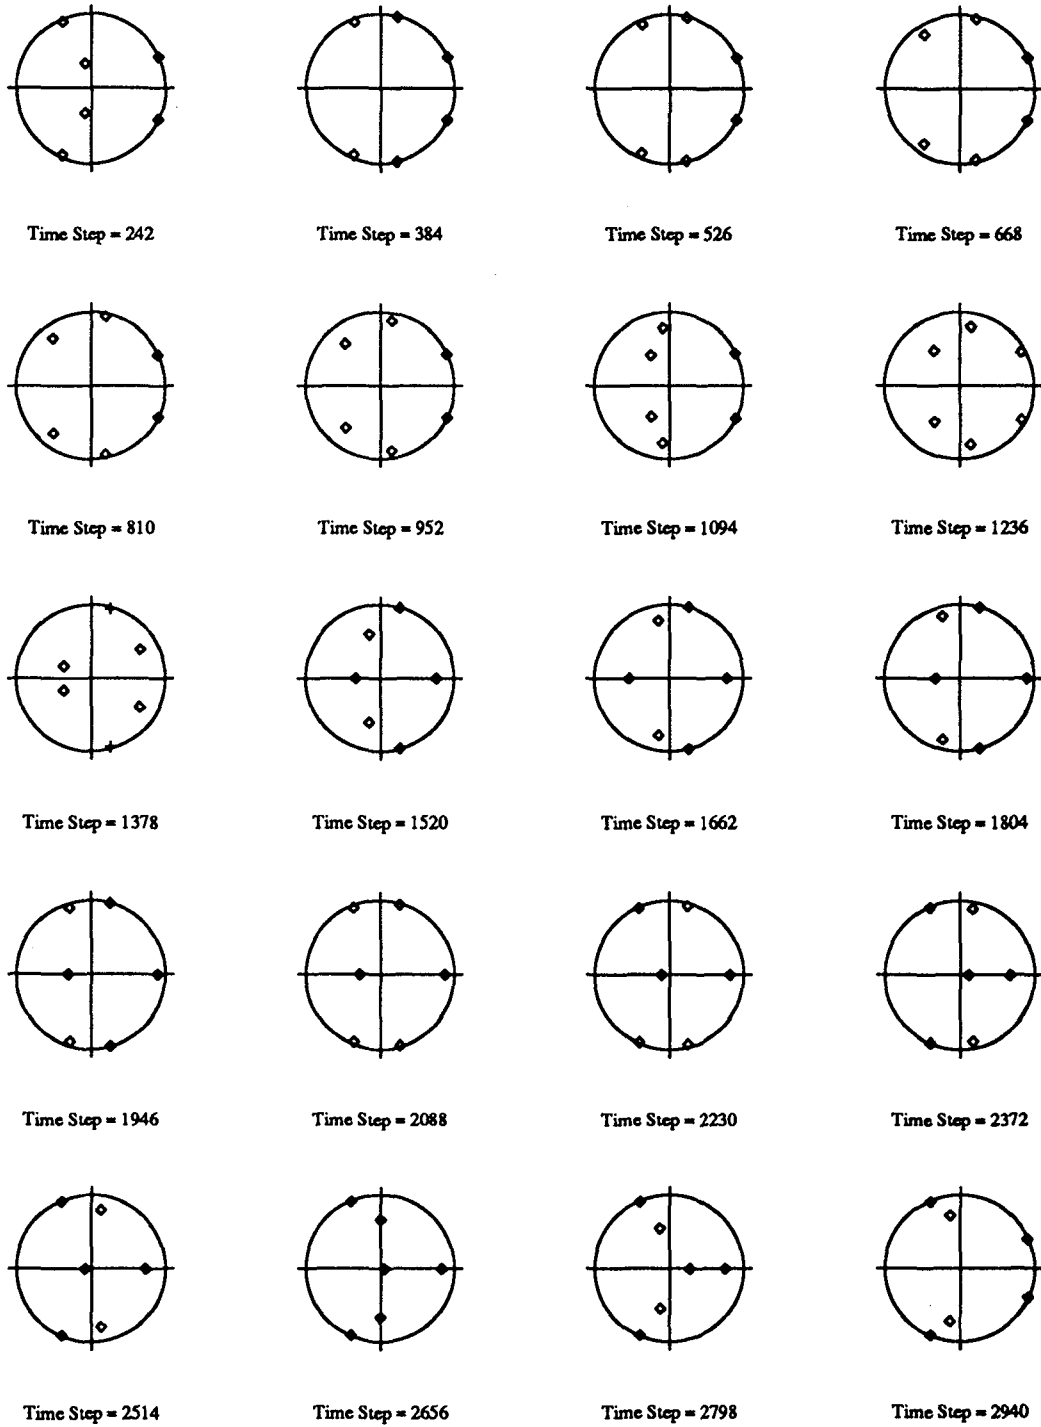 Time Step = 242
Time Step = 384
Time Step = 526
Time Step = 668
Time Step = 810
Time Step = 952
Time Step = 1094
Time Step = 1236
Time Step = 1378
Time Step = 1520
Time Step = 1662
Time Step = 1804
Time Step = 1946
Time Step = 2088
Time Step = 2230
Time Step = 2372
Time Step = 2514
Time Step = 2656
Time Step = 2798
Time Step = 2940